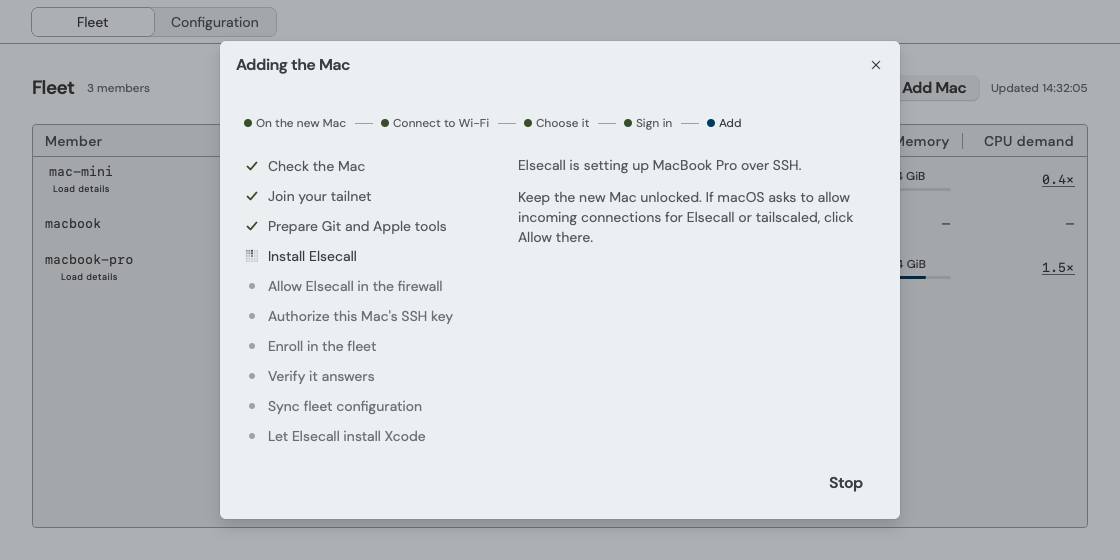 Fleet
Configuration
Adding the Mac
Fleet
3 members
Add Mac
Updated 14:32:05
On the new Mac
Connect to Wi-Fi
Choose it
Sign in
Add
Member
CPU demand
Check the Mac
Elsecall is setting up MacBook Pro over SSH.
mac-mini
Load details
GiB
0.4×
Join your tailnet
Keep the new Mac unlocked. If macOS asks to allow
incoming connections for Elsecall or tailscaled, click
Allow there.
macbook
–
–
Prepare Git and Apple tools
Install Elsecall
macbook-pro
Load details
GiB
1.5×
Allow Elsecall in the firewall
Authorize this Mac's SSH key
Enroll in the fleet
Verify it answers
Sync fleet configuration
Let Elsecall install Xcode
Stop